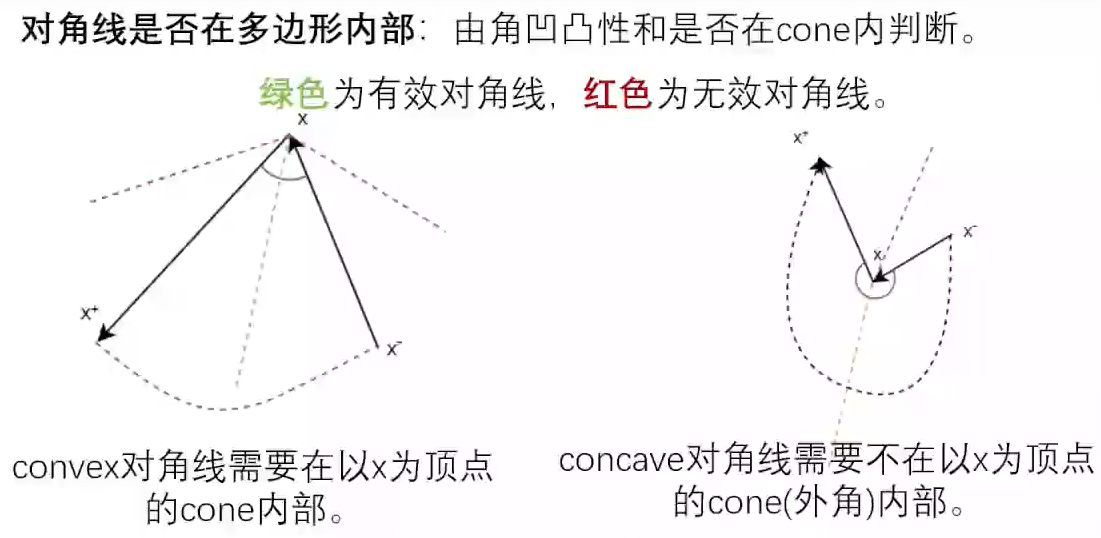 对角线是否在多边形内部：由角凹凸性和是否在cone内判断。
绿色为有效对角线，红色为无效对角线。
x
x⁺
x⁻
x⁺
x
x⁻
convex对角线需要在以x为顶点
的cone内部。
concave对角线需要不在以x为顶点
的cone(外角)内部。